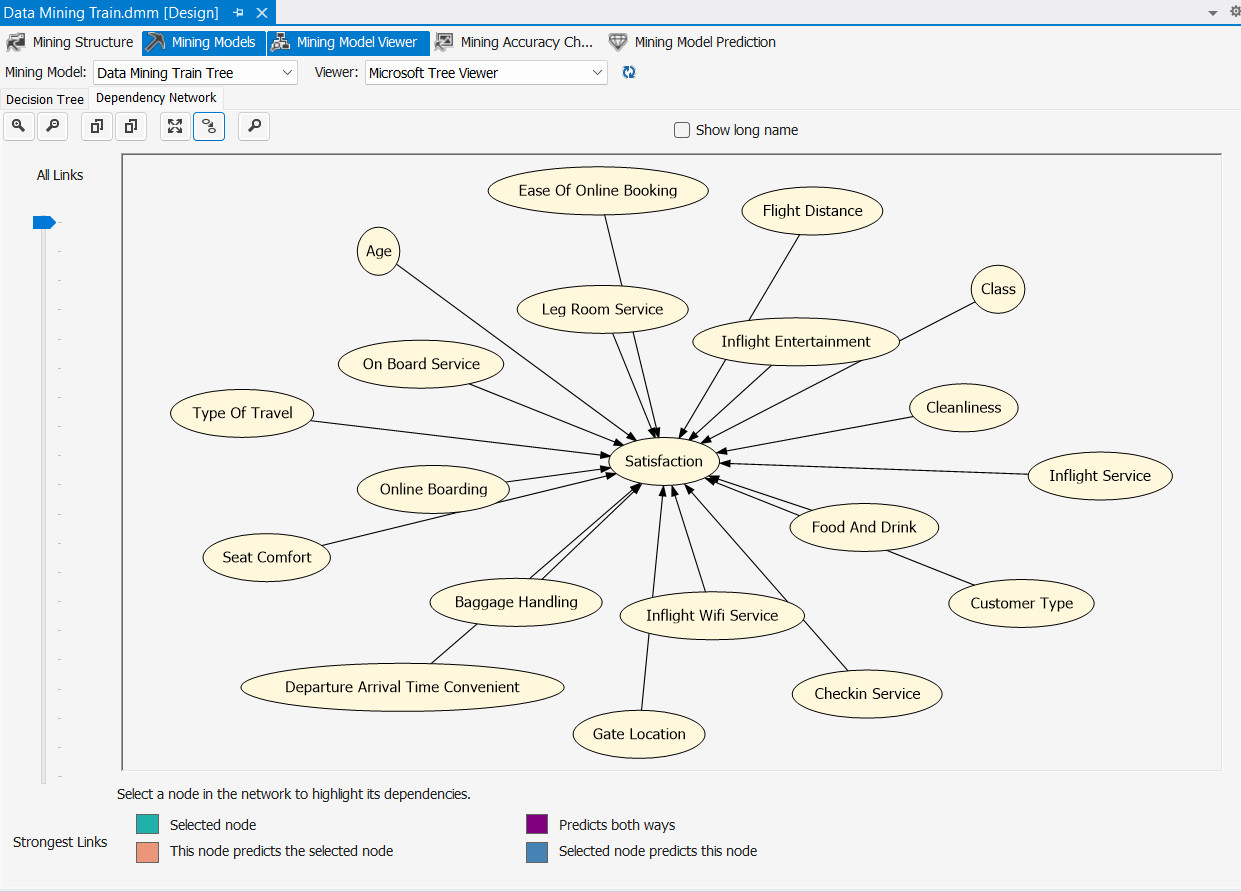 Data Mining Train.dmm [Design]
Mining Structure Mining Models Mining Model Viewer Mining Accuracy Ch... Mining Model Prediction
Mining Model: Data Mining Train Tree Viewer: Microsoft Tree Viewer
Decision Tree Dependency Network
Show long name
All Links
Ease Of Online Booking
Flight Distance
Age
Class
Leg Room Service
Inflight Entertainment
On Board Service
Type Of Travel
Cleanliness
Satisfaction
Inflight Service
Online Boarding
Food And Drink
Seat Comfort
Baggage Handling
Customer Type
Inflight Wifi Service
Departure Arrival Time Convenient
Checkin Service
Gate Location
Select a node in the network to highlight its dependencies.
Selected node Predicts both ways
Strongest Links
This node predicts the selected node Selected node predicts this node